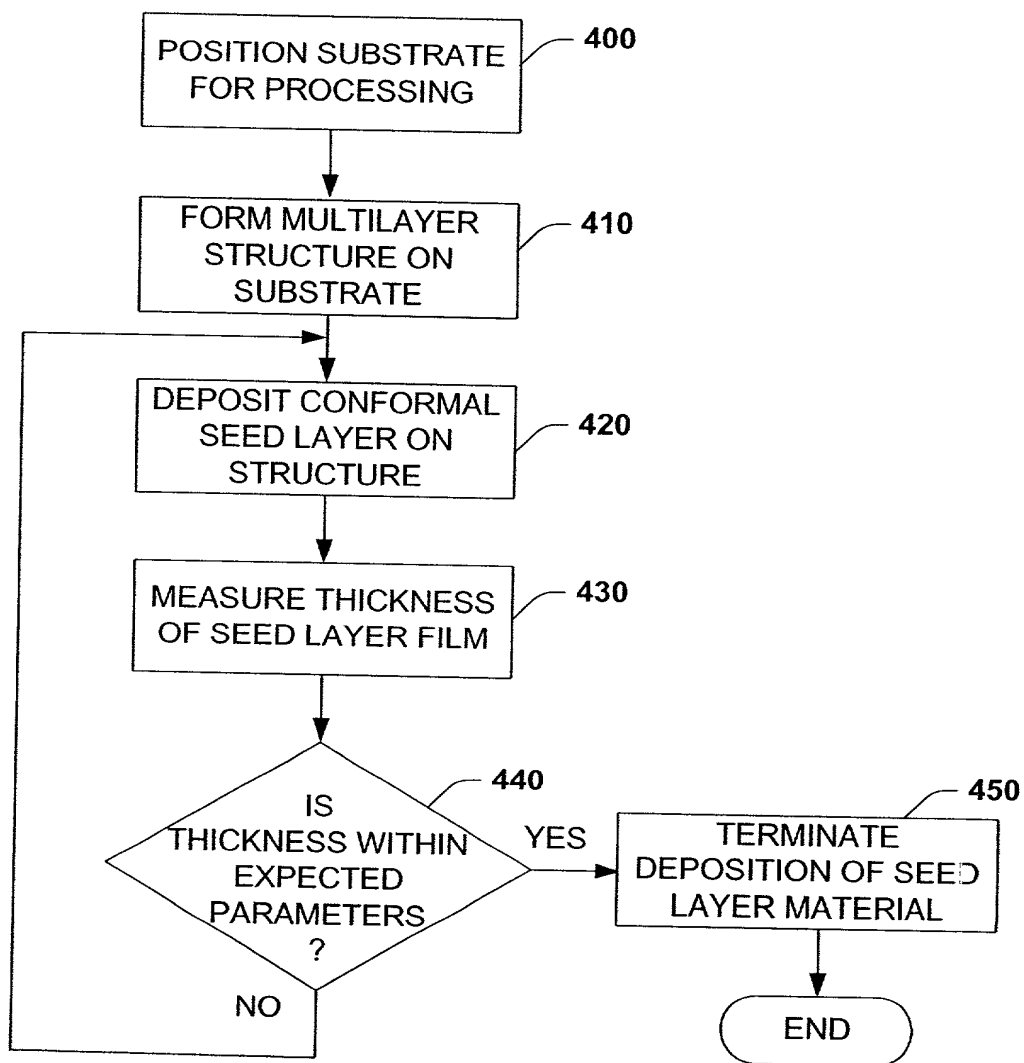 POSITION SUBSTRATE
FOR PROCESSING
400
FORM MULTILAYER
STRUCTURE ON
SUBSTRATE
410
DEPOSIT CONFORMAL
SEED LAYER ON
STRUCTURE
420
MEASURE THICKNESS
OF SEED LAYER FILM
430
IS
THICKNESS WITHIN
EXPECTED
PARAMETERS
?
440
YES
NO
TERMINATE
DEPOSITION OF SEED
LAYER MATERIAL
450
END